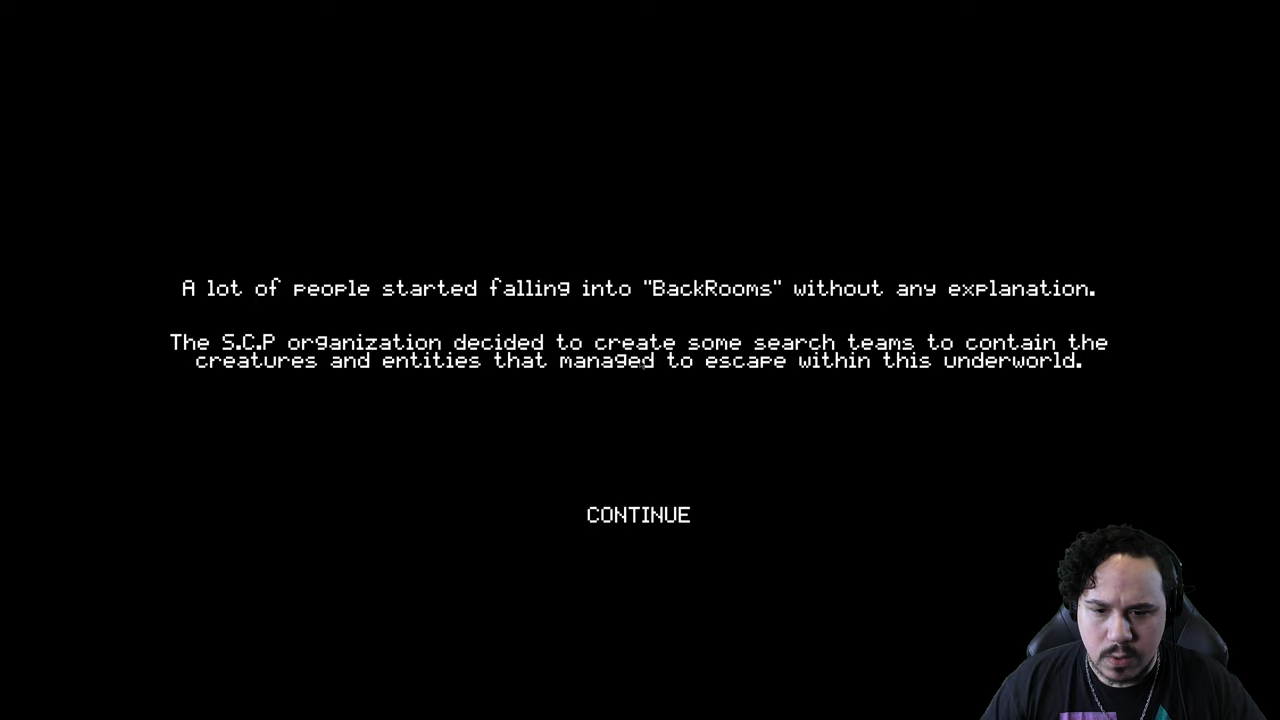 A lot of people started falling into "BackRooms" without any explanation.
The S.C.P organization decided to create some search teams to contain the
creatures and entities that managed to escape within this underworld.
CONTINUE